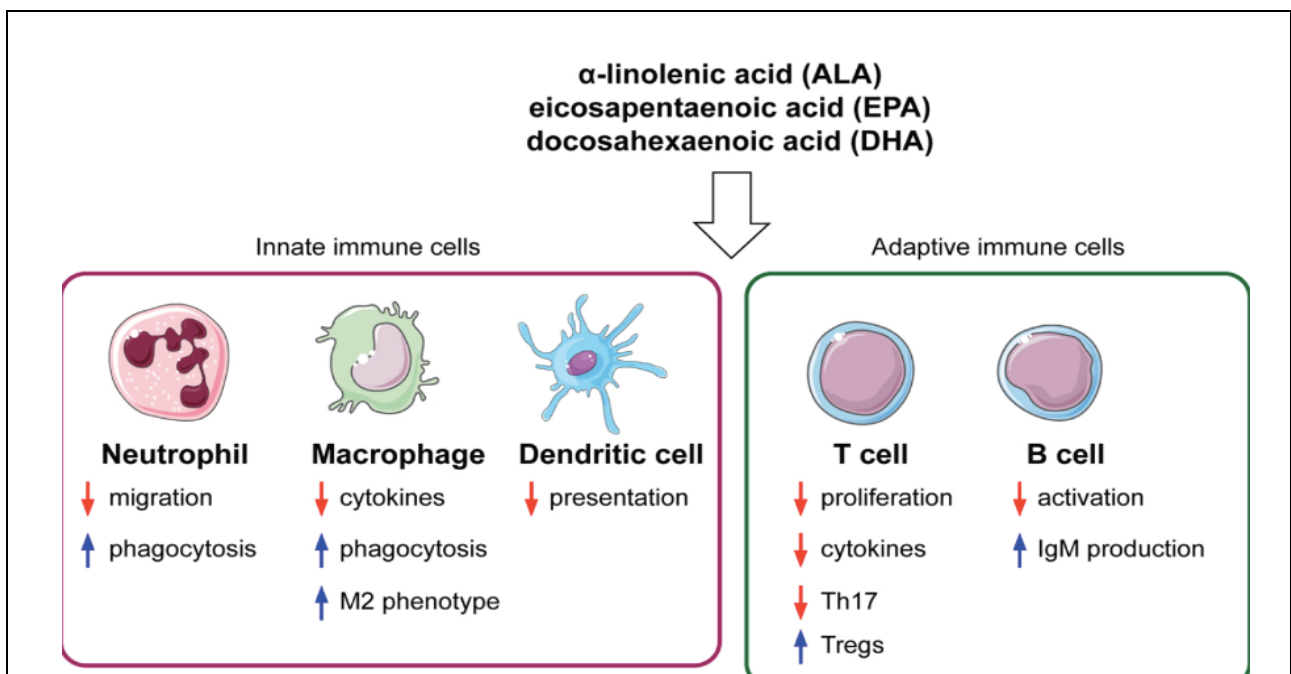 α-linolenic acid (ALA)
eicosapentaenoic acid (EPA)
docosahexaenoic acid (DHA)
Innate immune cells
Adaptive immune cells
Neutrophil
migration
phagocytosis
Macrophage
cytokines
phagocytosis
M2 phenotype
Dendritic cell
presentation
T cell
proliferation
cytokines
Th17
Tregs
B cell
activation
IgM production